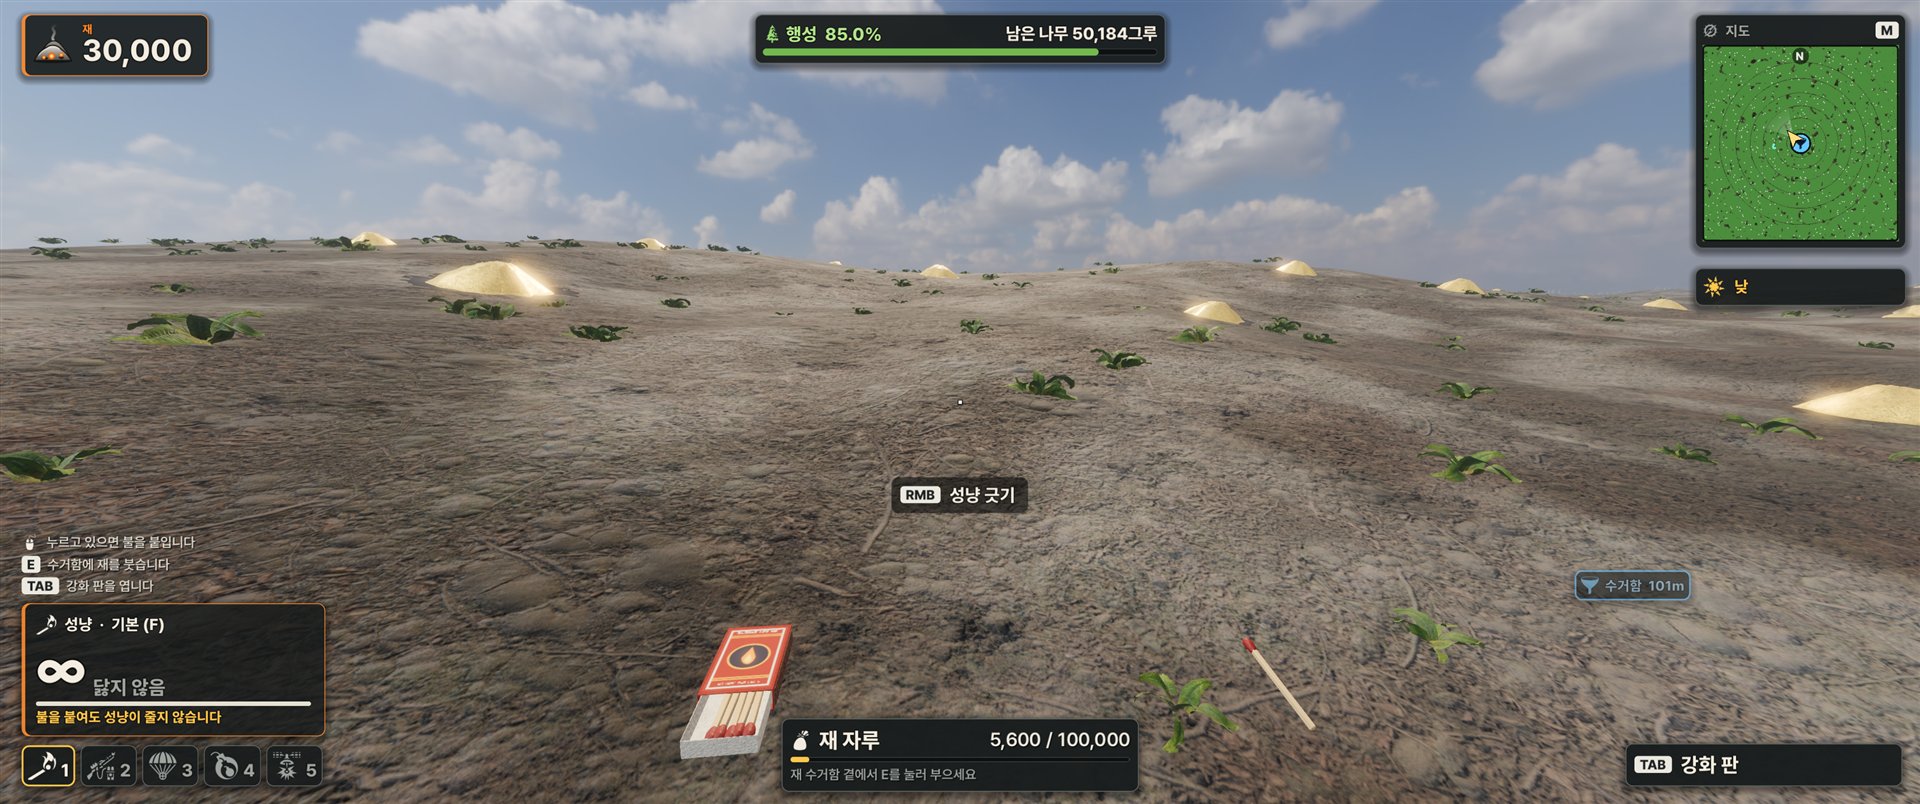 재
30,000
행성 85.0%
남은 나무 50,184그루
지도
M
N
낮
RMB 성냥 긋기
누르고 있으면 불을 붙입니다
E 수거함에 재를 붓습니다
TAB 강화 판을 엽니다
수거함 101m
성냥 · 기본 (F)
∞ 닳지 않음
불을 붙여도 성냥이 줄지 않습니다
1
2
3
4
5
재 자루
5,600 / 100,000
재 수거함 곁에서 E를 눌러 부으세요
TAB 강화 판